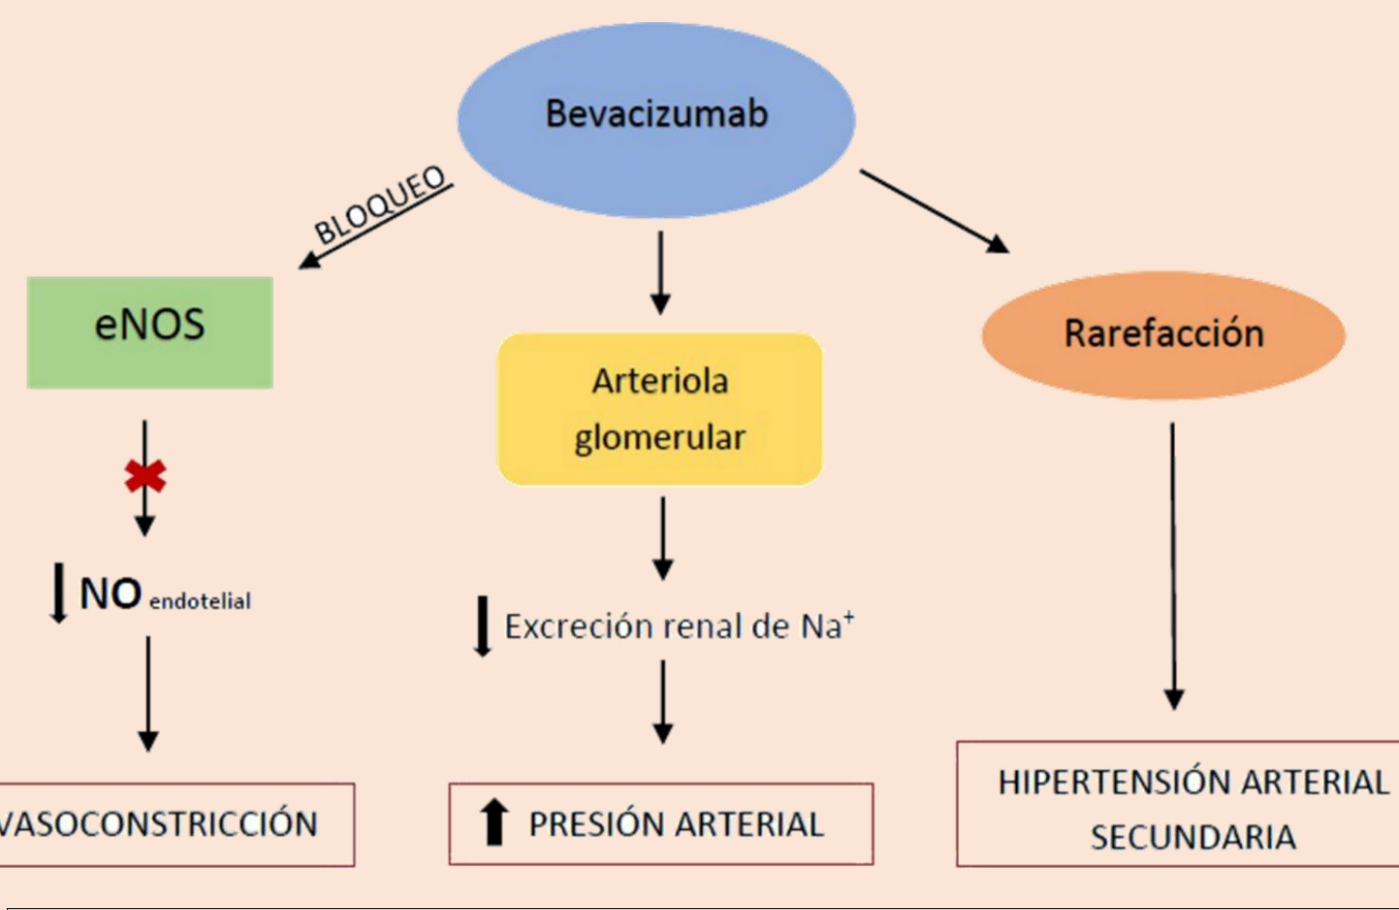 Bevacizumab
BLOQUEO
eNOS
Arteriola
glomerular
Rarefacción
NO endotelial
Excreción renal de Na⁺
VASOCONSTRICCIÓN
PRESIÓN ARTERIAL
HIPERTENSIÓN ARTERIAL
SECUNDARIA